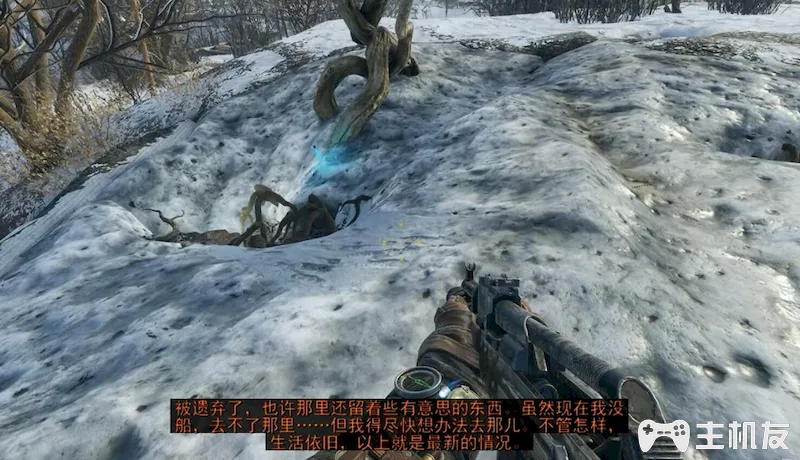 被遗弃了，也许那里还留着些有意思的东西。虽然现在我没
船，去不了那里……但我得尽快想办法去那儿。不管怎样，
生活依旧，以上就是最新的情况。
主机友